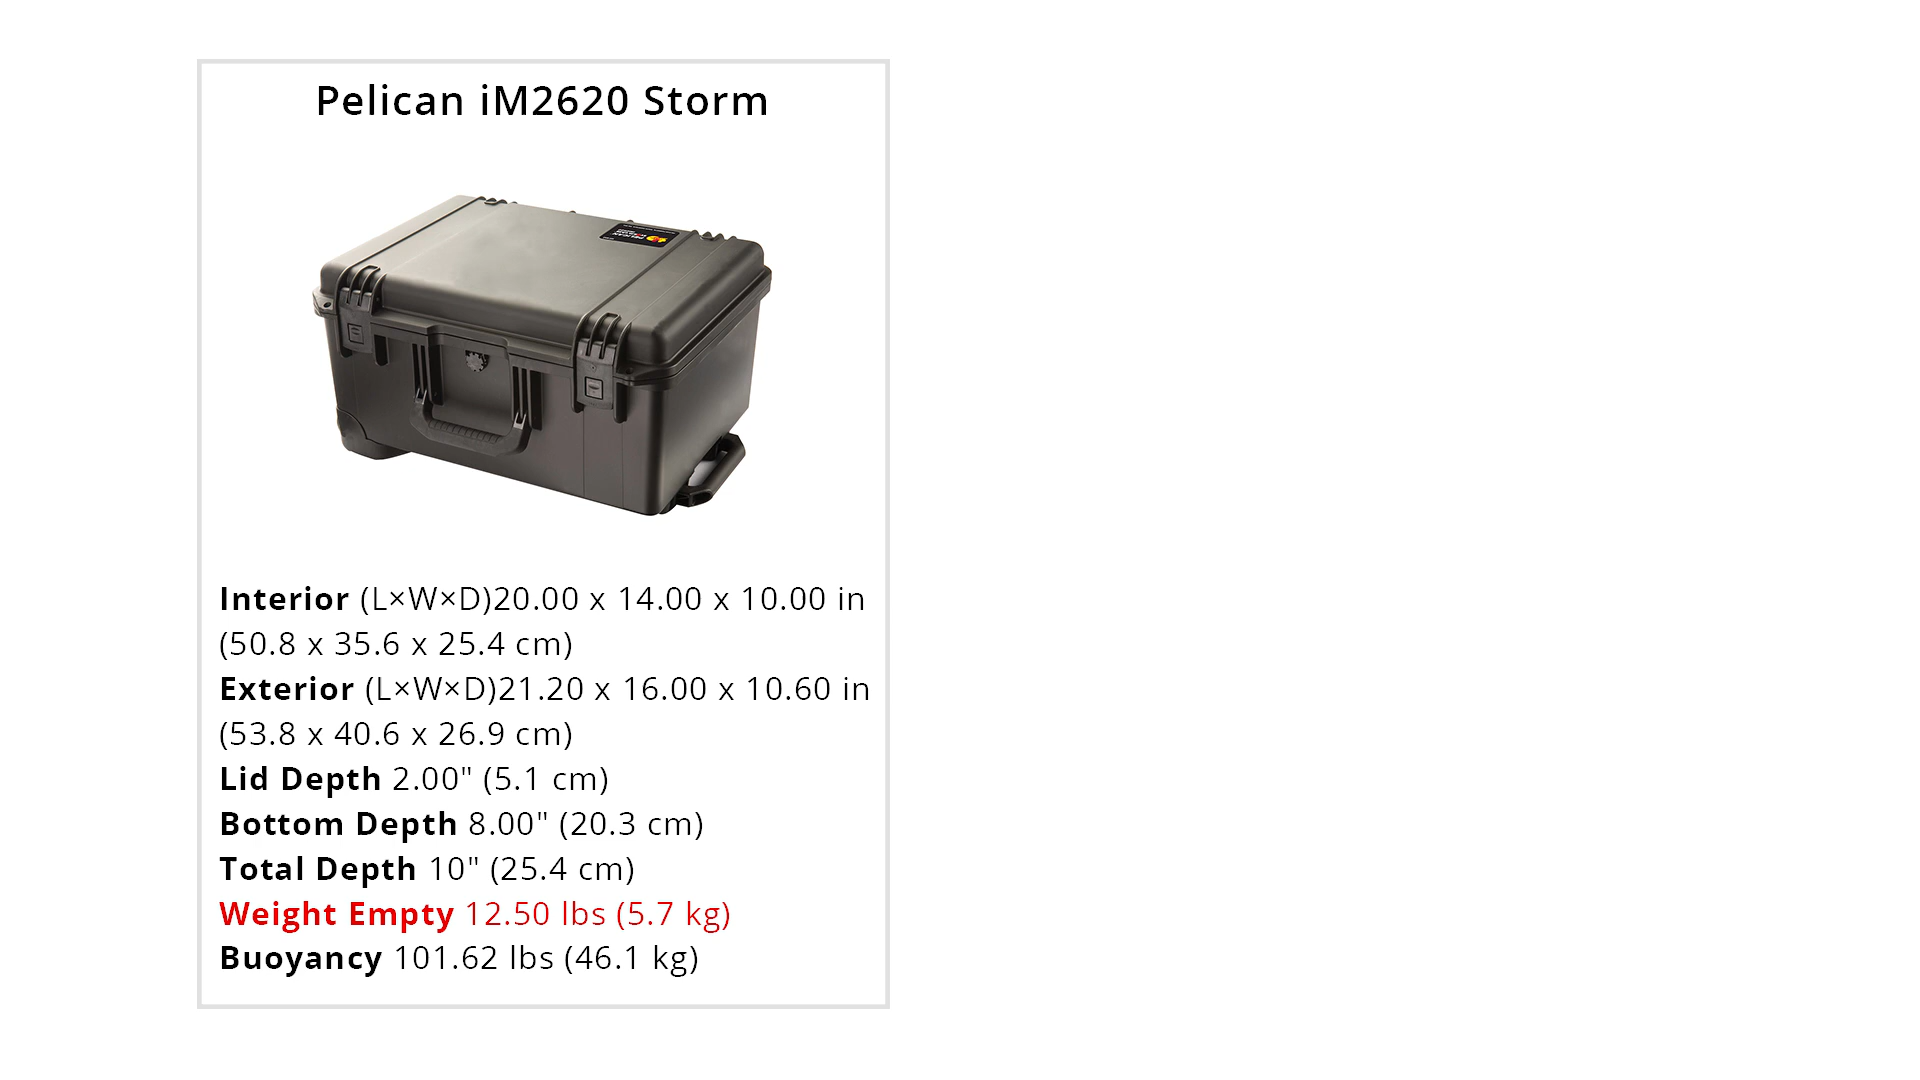 Pelican iM2620 Storm
Interior (L×W×D)20.00 x 14.00 x 10.00 in
(50.8 x 35.6 x 25.4 cm)
Exterior (L×W×D)21.20 x 16.00 x 10.60 in
(53.8 x 40.6 x 26.9 cm)
Lid Depth 2.00" (5.1 cm)
Bottom Depth 8.00" (20.3 cm)
Total Depth 10" (25.4 cm)
Weight Empty 12.50 lbs (5.7 kg)
Buoyancy 101.62 lbs (46.1 kg)